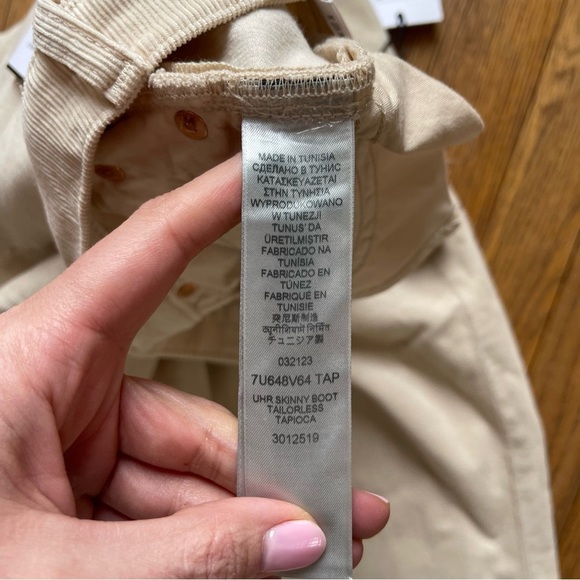 MADE IN TUNISIA
СДЕЛАНО В ТУНИС
ΚΑΤΑΣΚΕΥΑΖΕΤΑΙ
ΣΤΗΝ ΤΥΝΗΣΙΑ
WYPRODUKOWANO
W TUNEZJI
TUNUS'DA
ÜRETILMIŞTIR
FABRICADO NA
TUNÍSIA
FABRICADO EN
TÚNEZ
FABRIQUÉ EN
TUNISIE
突尼斯制造
निर्मित
チュニジア製
032123
7U648V64 TAP
UHR SKINNY BOOT
TAILORLESS
TAPIOCA
3012519